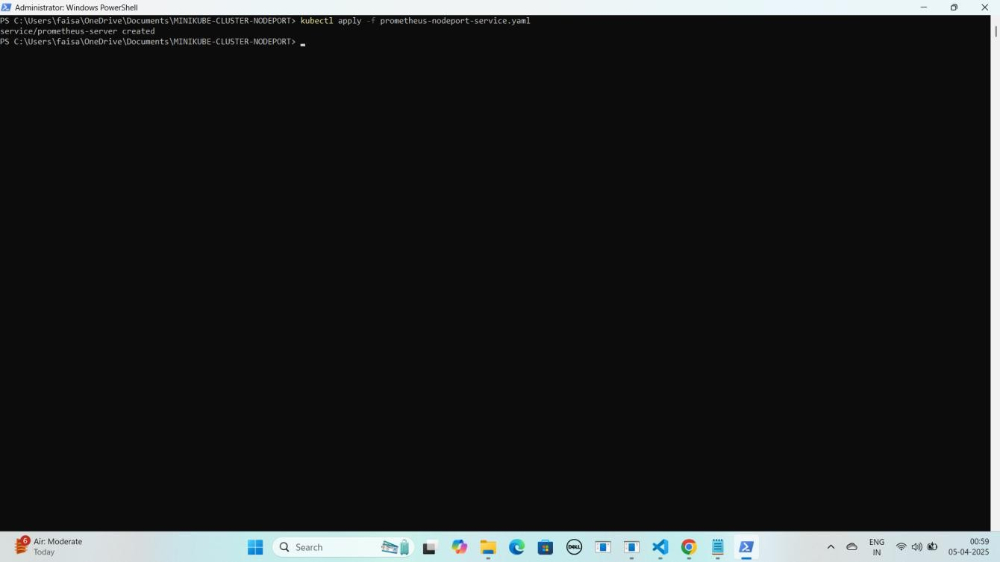 Administrator: Windows PowerShell
PS C:\Users\faisa\OneDrive\Documents\MINIKUBE-CLUSTER-NODEPORT> kubectl apply -f prometheus-nodeport-service.yaml
service/prometheus-server created
PS C:\Users\faisa\OneDrive\Documents\MINIKUBE-CLUSTER-NODEPORT>
6
Air: Moderate
Today
Search
DELL
ENG
IN
00:59
05-04-2025